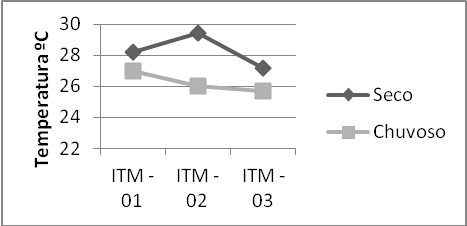 Temperatura ºC
30
28
26
24
22
ITM -
01
ITM -
02
ITM -
03
Seco
Chuvoso